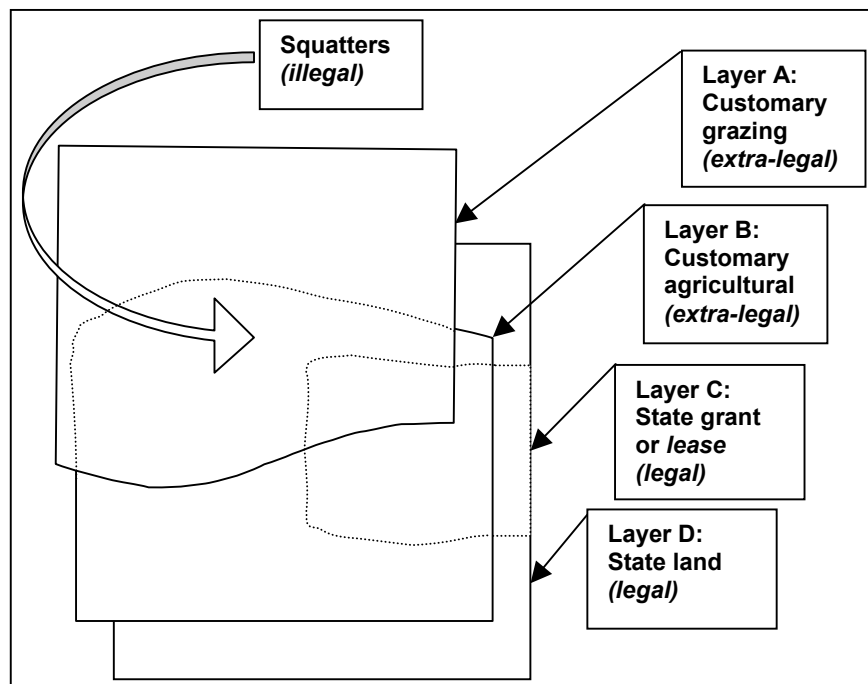 Squatters
(illegal)
Layer A:
Customary
grazing
(extra-legal)
Layer B:
Customary
agricultural
(extra-legal)
Layer C:
State grant
or lease
(legal)
Layer D:
State land
(legal)